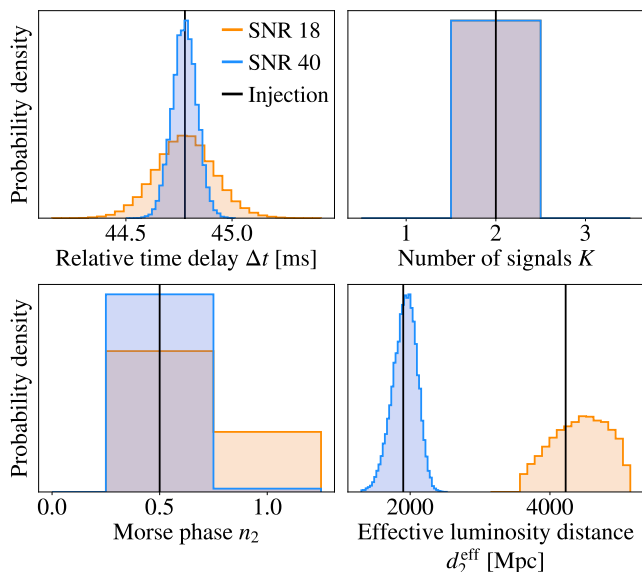 Probability density
SNR 18
SNR 40
Injection
44.5 45.0
Relative time delay Δt [ms]
1 2 3
Number of signals K
Probability density
0.0 0.5 1.0
Morse phase n₂
2000 4000
Effective luminosity distance
d₂ᵉᶠᶠ [Mpc]